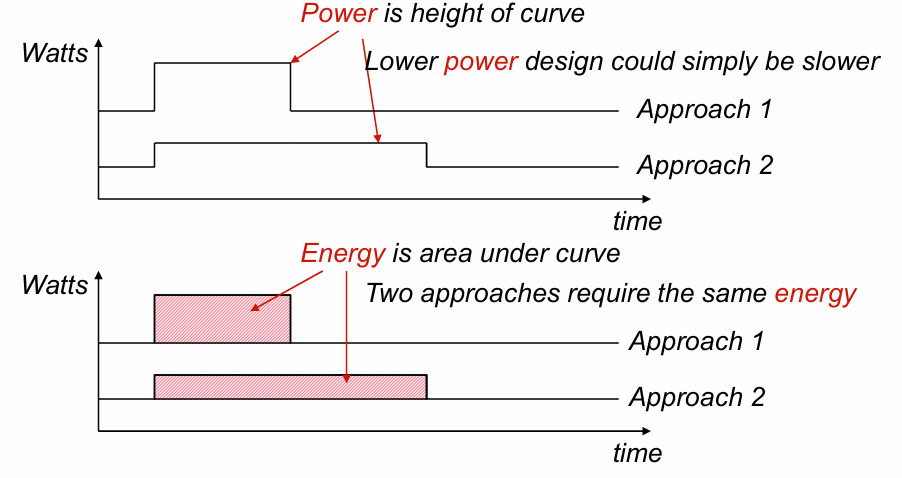 Power is height of curve
Watts
Lower power design could simply be slower
Approach 1
Approach 2
time
Energy is area under curve
Watts
Two approaches require the same energy
Approach 1
Approach 2
time